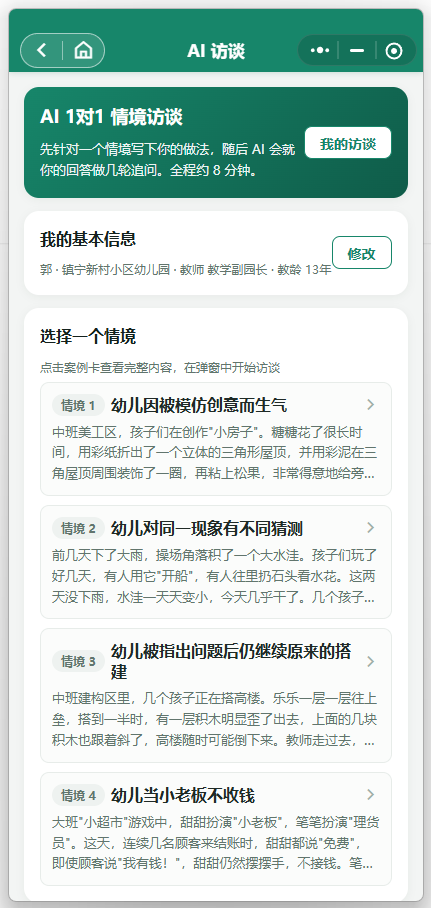 AI 访谈
AI 1对1 情境访谈
先针对一个情境写下你的做法，随后 AI 会就
你的回答做几轮追问。全程约 8 分钟。
我的访谈
我的基本信息
郭 · 镇宁新村小区幼儿园 · 教师 教学副园长 · 教龄 13年
修改
选择一个情境
点击案例卡查看完整内容，在弹窗中开始访谈
情境 1 幼儿因被模仿创意而生气
中班美工区，孩子们在创作"小房子"。糖糖花了很长时
间，用彩纸折出了一个立体的三角形屋顶，并用彩泥在三
角屋顶周围装饰了一圈，再粘上松果，非常得意地给旁...
情境 2 幼儿对同一现象有不同猜测
前几天下了大雨，操场角落积了一个大水洼。孩子们玩了
好几天，有人用它"开船"，有人往里扔石头看水花。这两
天没下雨，水洼一天天变小，今天几乎干了。几个孩子...
情境 3 幼儿被指出问题后仍继续原来的搭
建
中班建构区里，几个孩子正在搭高楼。乐乐一层一层往上
垒，搭到一半时，有一层积木明显歪了出去，上面的几块
积木也跟着斜了，高楼随时可能倒下来。教师走过去，...
情境 4 幼儿当小老板不收钱
大班"小超市"游戏中，甜甜扮演"小老板"，笔笔扮演"理货
员"。这天，连续几名顾客来结账时，甜甜都说"免费"，
即使顾客说"我有钱！"，甜甜仍然摆摆手，不接钱。笔...